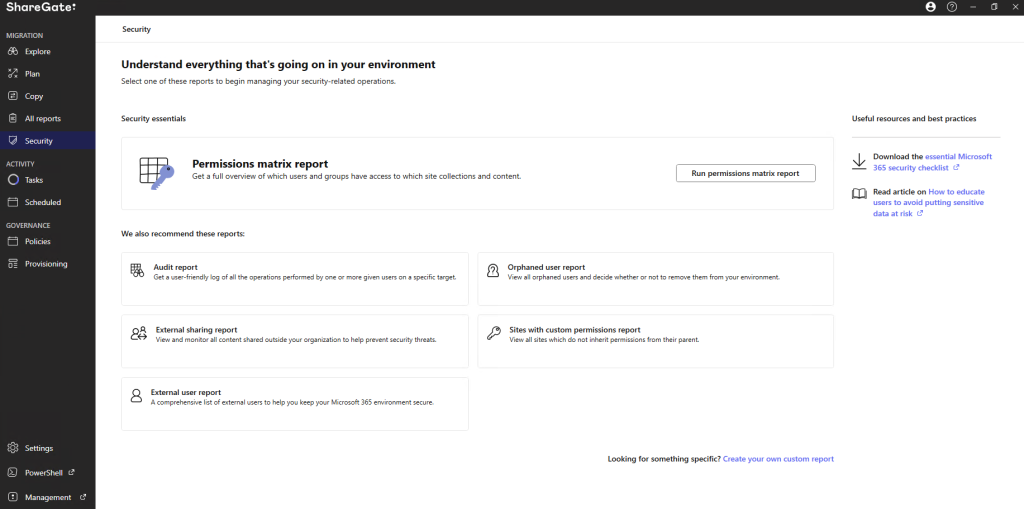 ShareGate
MIGRATION
Explore
Plan
Copy
All reports
Security
ACTIVITY
Tasks
Scheduled
GOVERNANCE
Policies
Provisioning
Settings
PowerShell
Management
Security
Understand everything that's going on in your environment
Select one of these reports to begin managing your security-related operations.
Security essentials
Permissions matrix report
Get a full overview of which users and groups have access to which site collections and content.
Run permissions matrix report
We also recommend these reports:
Audit report
Get a user-friendly log of all the operations performed by one or more given users on a specific target.
Orphaned user report
View all orphaned users and decide whether or not to remove them from your environment.
External sharing report
View and monitor all content shared outside your organization to help prevent security threats.
Sites with custom permissions report
View all sites which do not inherit permissions from their parent.
External user report
A comprehensive list of external users to help you keep your Microsoft 365 environment secure.
Looking for something specific? Create your own custom report
Useful resources and best practices
Download the essential Microsoft
365 security checklist
Read article on How to educate
users to avoid putting sensitive
data at risk